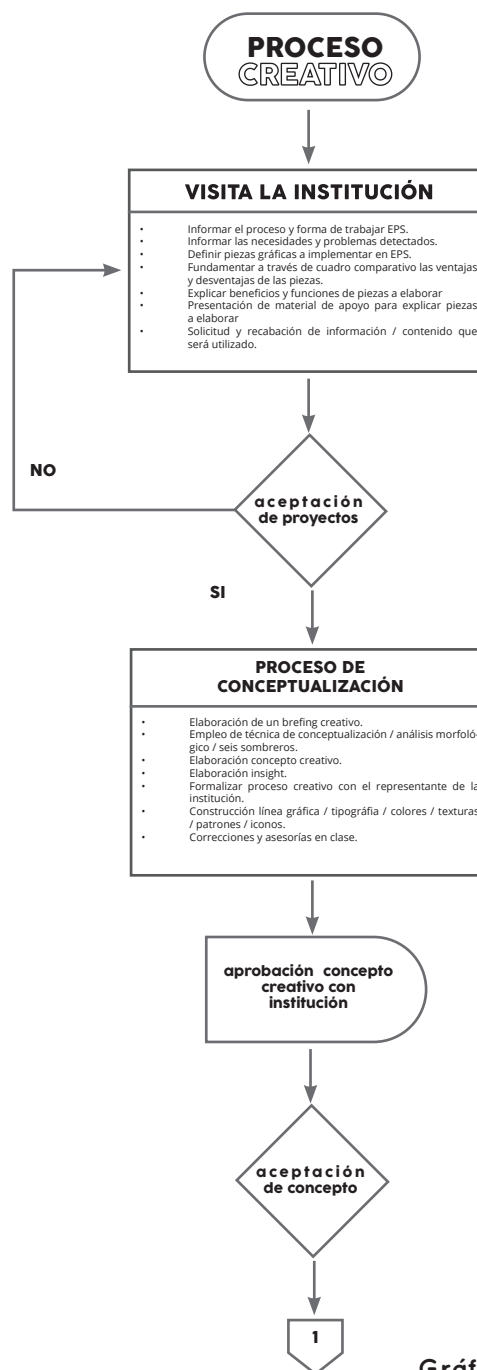 PROCESO
CREATIVO
VISITA LA INSTITUCIÓN
• Informar el proceso y forma de trabajar EPS.
• Informar las necesidades y problemas detectados.
• Definir piezas gráficas a implementar en EPS.
• Fundamentar a través de cuadro comparativo las ventajas
y desventajas de las piezas.
• Explicar beneficios y funciones de piezas a elaborar
• Presentación de material de apoyo para explicar piezas
a elaborar
• Solicitud y recabación de información / contenido que
será utilizado.
NO
aceptación
de proyectos
SI
PROCESO DE
CONCEPTUALIZACIÓN
• Elaboración de un brefing creativo.
• Empleo de técnica de conceptualización / análisis morfoló-
gico / seis sombreros.
• Elaboración concepto creativo.
• Elaboración insight.
• Formalizar proceso creativo con el representante de la
institución.
• Construcción línea gráfica / tipográfia / colores / texturas
/ patrones / iconos.
• Correcciones y asesorías en clase.
aprobación concepto
creativo con
institución
aceptación
de concepto
1
Gráf